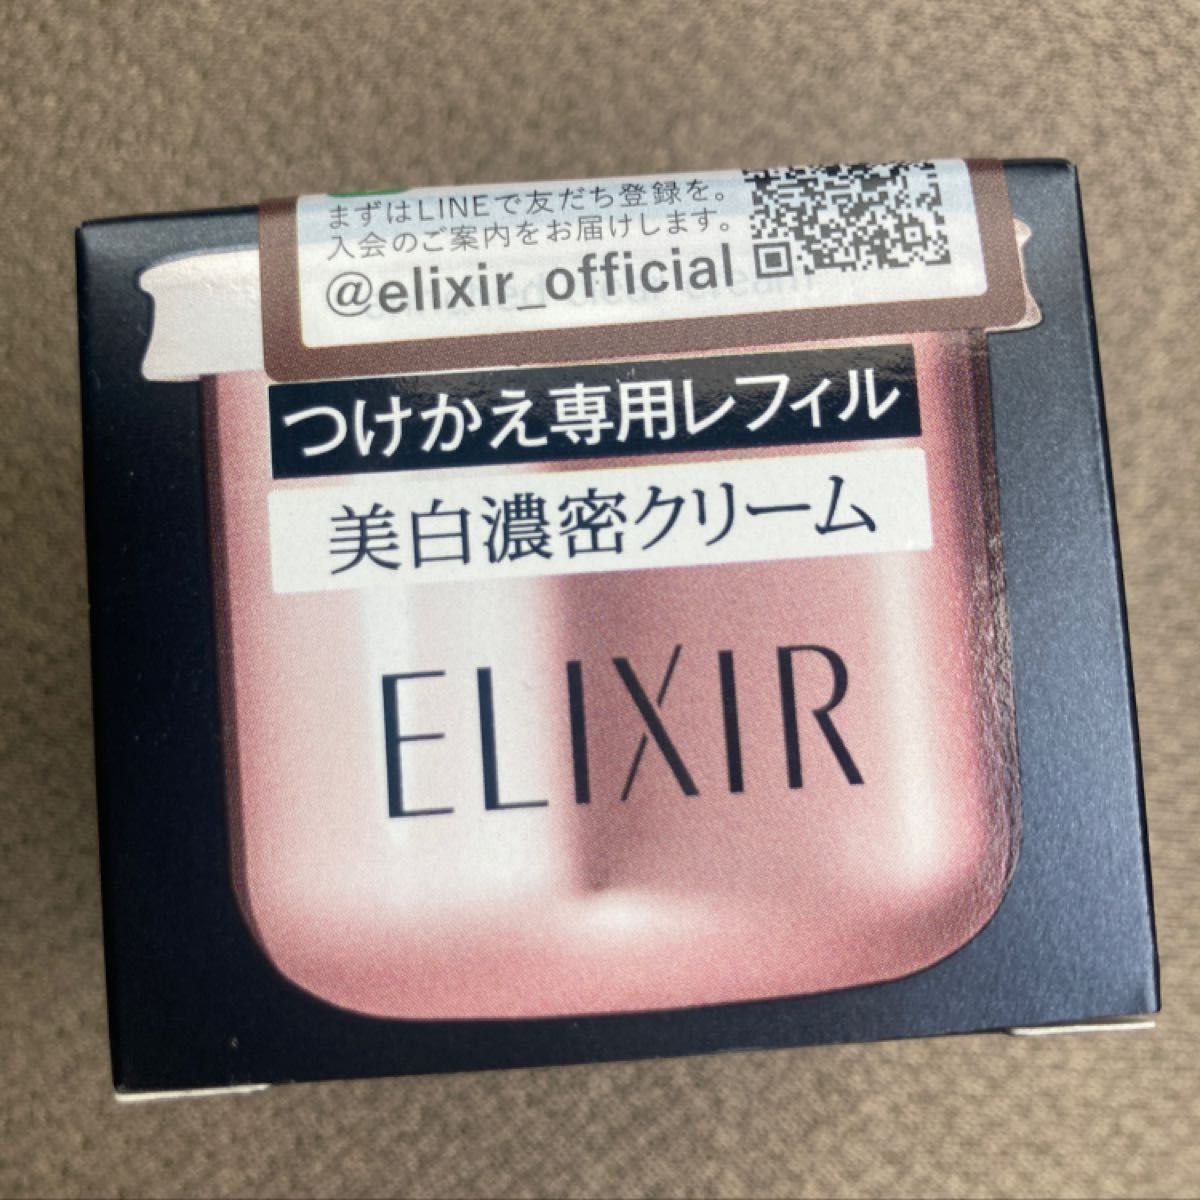 まずはLINEで友だち登録を。
入会のご案内をお届けします。
@elixir_official
つけかえ専用レフィル
美白濃密クリーム
ELIXIR